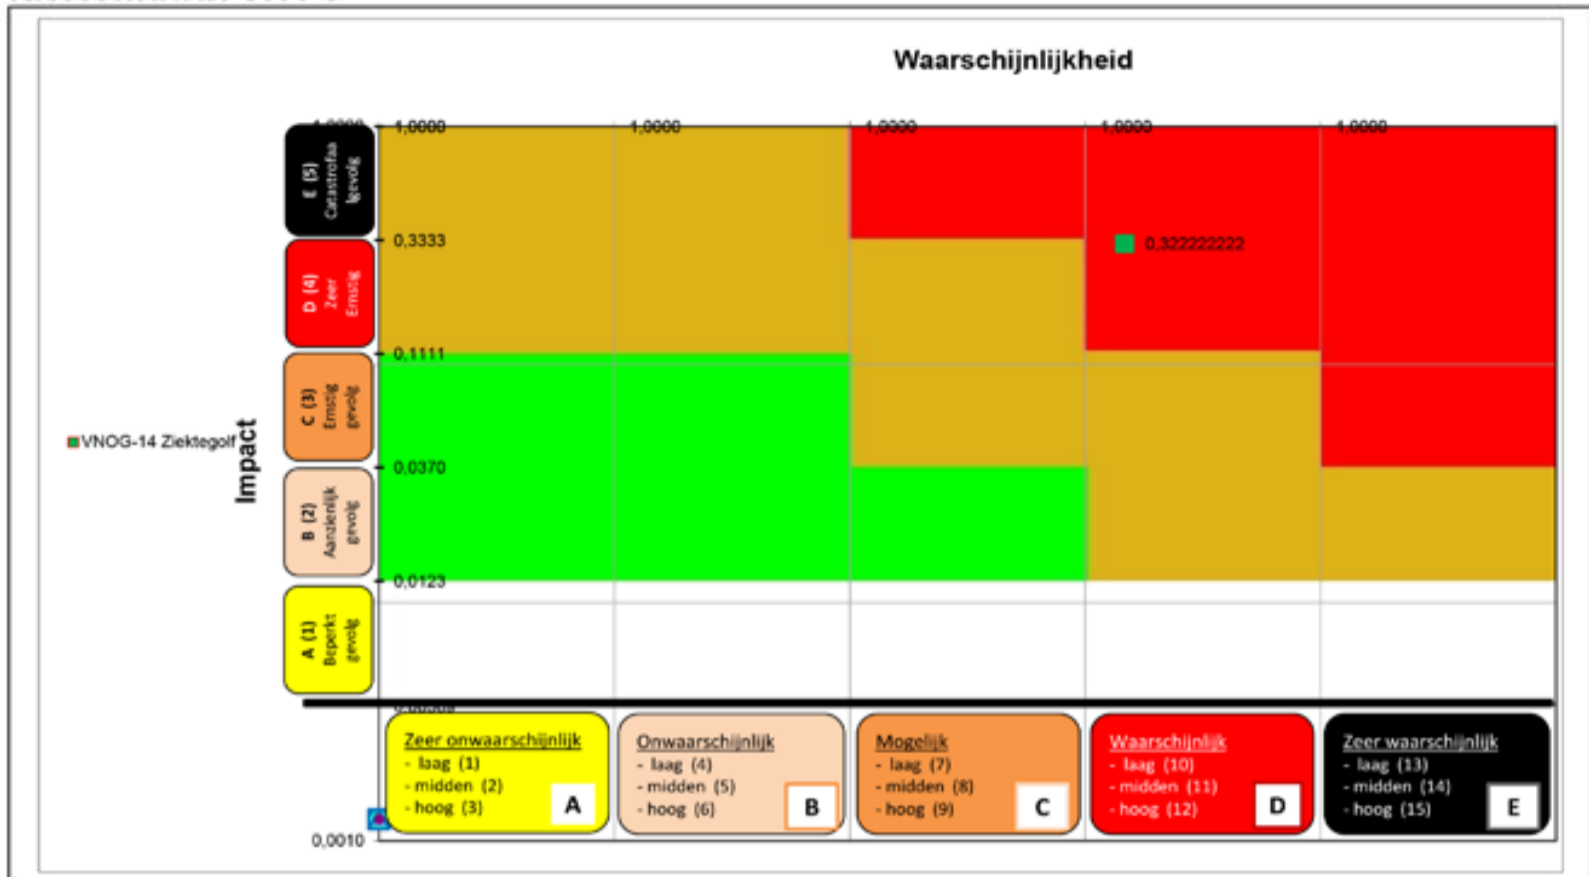 Waarschijnlijkheid
1,0000
1,0000
1,0000
1,0000
1,0000
E (5)
Catastrofaa
lgevolg
0,3333
0,322222222
D (4)
Zeer
Ernstig
0,1111
C (3)
Ernstig
gevolg
VNOG-14 Ziektegolf
Impact
0,0370
B (2)
Aanzienlijk
gevolg
0,0123
A (1)
Beperkt
gevolg
Zeer onwaarschijnlijk
- laag (1)
- midden (2)
- hoog (3)
A
Onwaarschijnlijk
- laag (4)
- midden (5)
- hoog (6)
B
Mogelijk
- laag (7)
- midden (8)
- hoog (9)
C
Waarschijnlijk
- laag (10)
- midden (11)
- hoog (12)
D
Zeer waarschijnlijk
- laag (13)
- midden (14)
- hoog (15)
E
0,0010